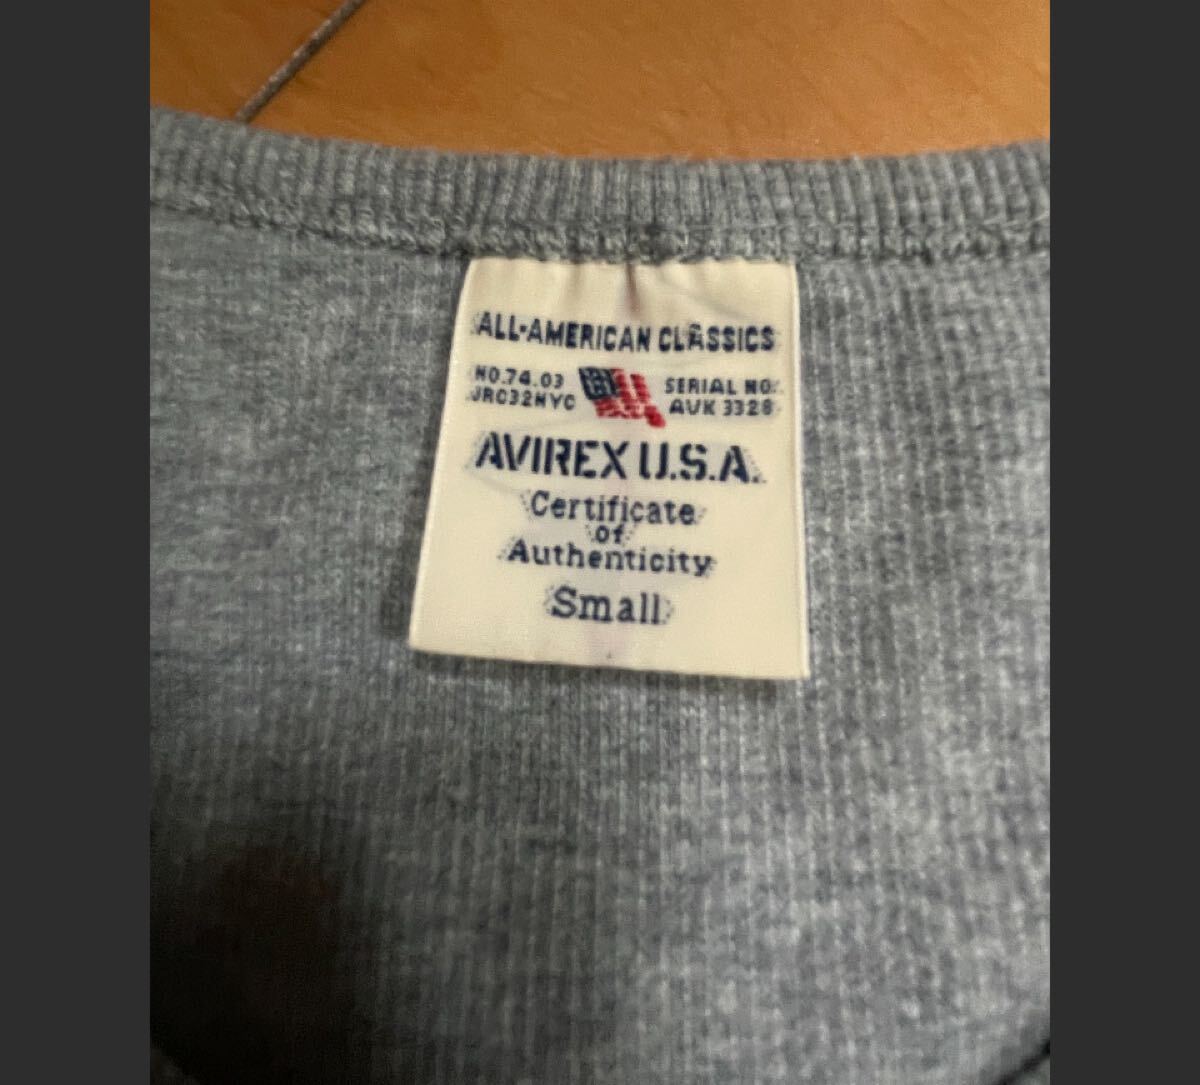 ALL-AMERICAN CLASSICS
NO.74.03 SERIAL NO.
JRC32NYC AVK 3328
AVIREX U.S.A.
Certificate
of
Authenticity
Small